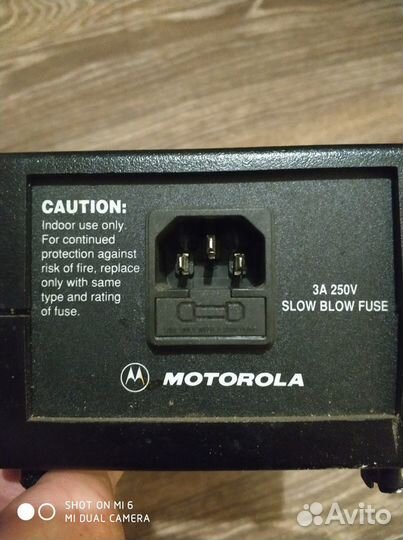 CAUTION:
Indoor use only.
For continued
protection against
risk of fire, replace
only with same
type and rating
of fuse.
3A 250V
SLOW BLOW FUSE
MOTOROLA
SHOT ON MI 6
MI DUAL CAMERA
Avito